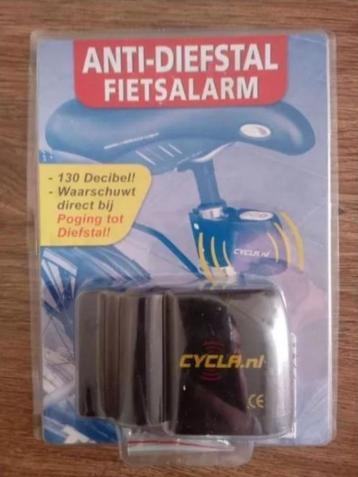 ANTI-DIEFSTAL
FIETSALARM
- 130 Decibel!
- Waarschuwt
direct bij
Poging tot
Diefstal!
CYCLA.nl
CYCLA.nl
CE